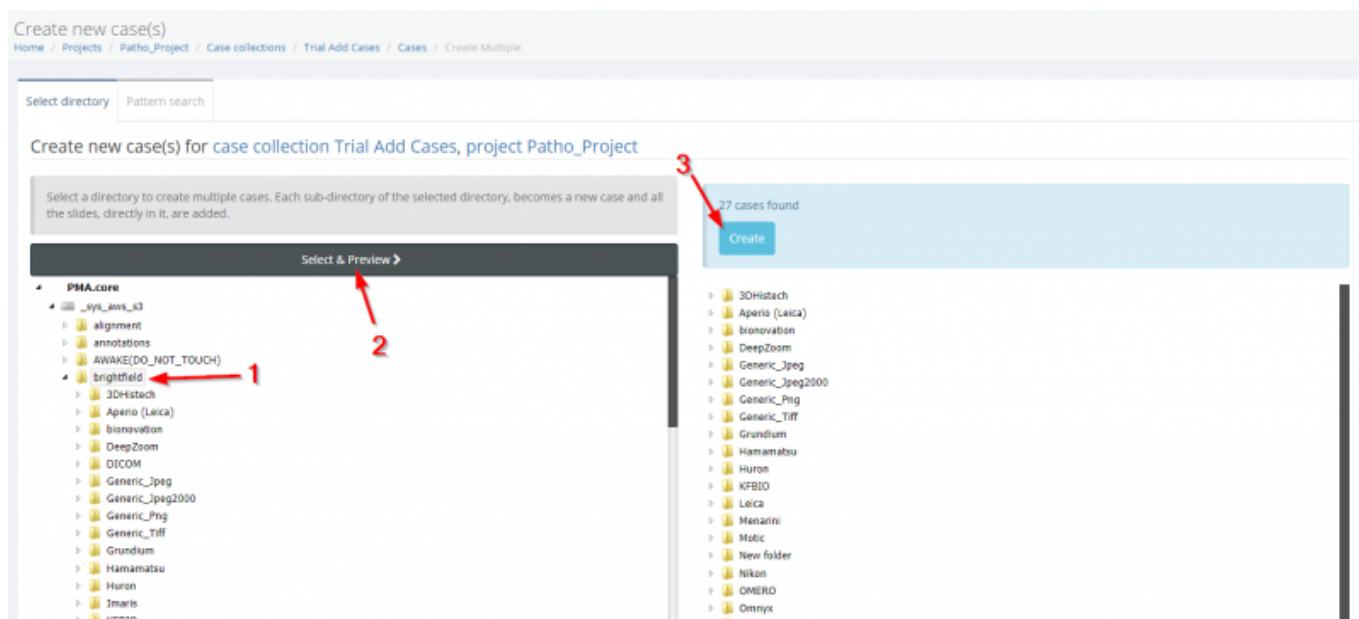 Create new case(s)
Home / Projects / Patho_Project / Case collections / Trial Add Cases / Cases / Create Multiple
Select directory
Pattern search
Create new case(s) for case collection Trial Add Cases, project Patho_Project
Select a directory to create multiple cases. Each sub-directory of the selected directory, becomes a new case and all
the slides, directly in it, are added.
Select & Preview
PMA.core
_sys_aws_s3
alignment
annotations
AWAKE(DO_NOT_TOUCH)
brightfield
1
2
3DHistech
Aperio (Leica)
bionovation
DeepZoom
DICOM
Generic_Jpeg
Generic_Jpeg2000
Generic_Png
Generic_Tiff
Grundium
Hamamatsu
Huron
Imaris
KFBIO
3
27 cases found
Create
3DHistech
Aperio (Leica)
bionovation
DeepZoom
Generic_Jpeg
Generic_Jpeg2000
Generic_Png
Generic_Tiff
Grundium
Hamamatsu
Huron
KFBIO
Leica
Menarini
Motic
New folder
Nikon
OMERO
Omnyx